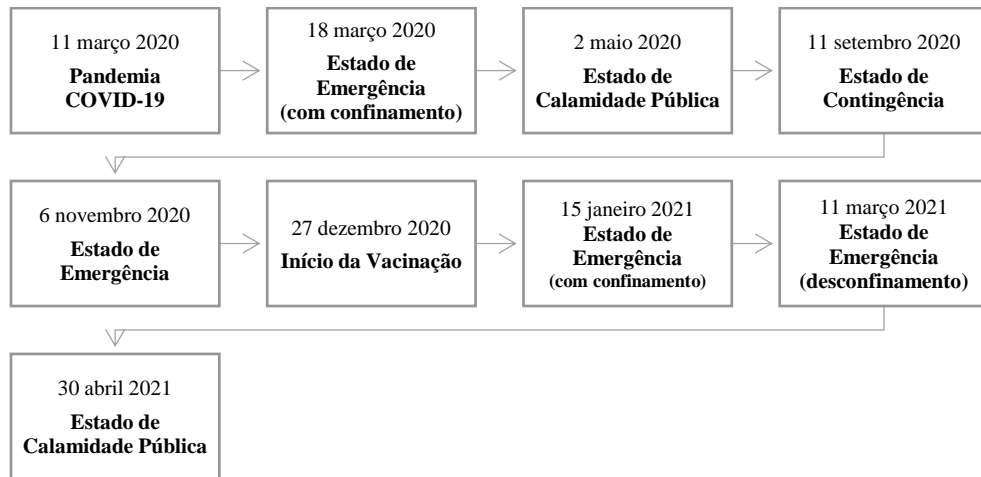 11 março 2020
Pandemia
COVID-19
18 março 2020
Estado de
Emergência
(com confinamento)
2 maio 2020
Estado de
Calamidade Pública
11 setembro 2020
Estado de
Contingência
6 novembro 2020
Estado de
Emergência
27 dezembro 2020
Início da Vacinação
15 janeiro 2021
Estado de
Emergência
(com confinamento)
11 março 2021
Estado de
Emergência
(desconfinamento)
30 abril 2021
Estado de
Calamidade Pública